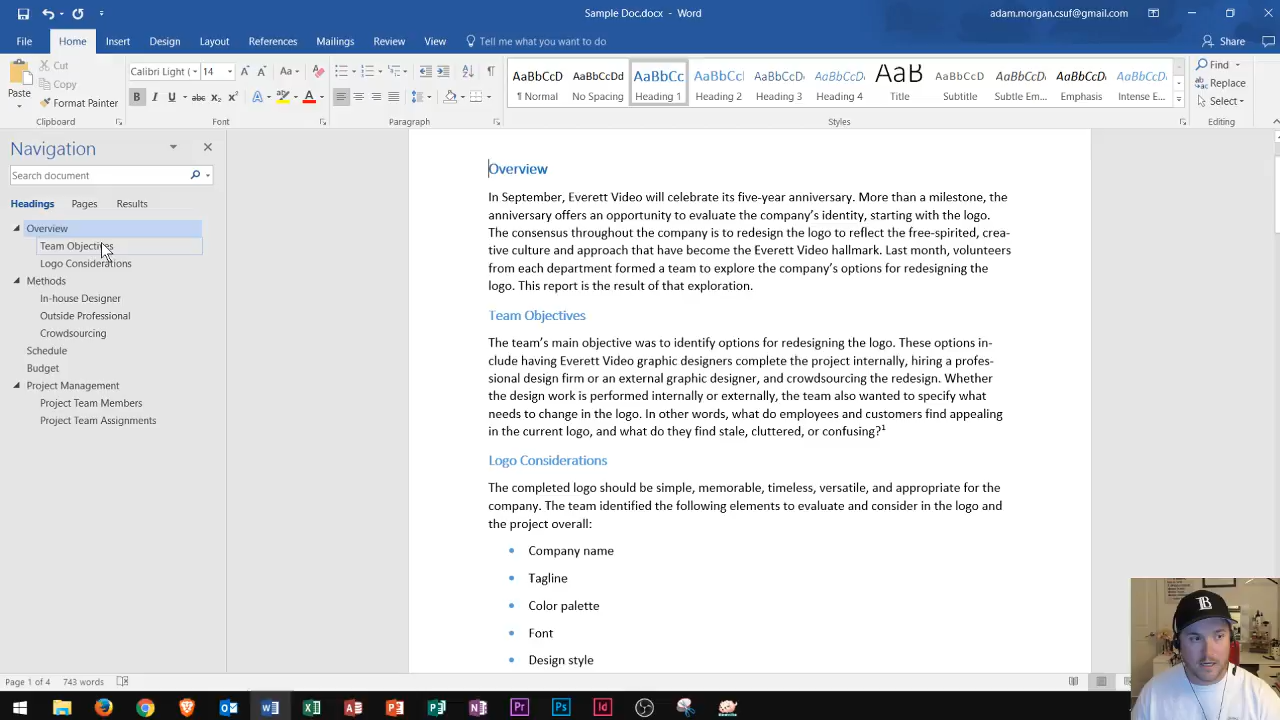 Sample Doc.docx - Word
adam.morgan.csuf@gmail.com
File Home Insert Design Layout References Mailings Review View Tell me what you want to do
Share
Paste
Cut
Copy
Format Painter
Clipboard
Calibri Light ( 14
Aa
B I U abc x₂ x² A A
Font
Paragraph
AaBbCcD AaBbCcDd AaBbCc AaBbCcl AaBbCcDc AaBbCcDc AaB AaBbCcD AaBbCcDc AaBbCcDc AaBbCcDc
¶ Normal No Spacing Heading 1 Heading 2 Heading 3 Heading 4 Title Subtitle Subtle Em... Emphasis Intense E...
Styles
Find
Replace
Select
Editing
Navigation
Search document
Headings Pages Results
Overview
Team Objectives
Logo Considerations
Methods
In-house Designer
Outside Professional
Crowdsourcing
Schedule
Budget
Project Management
Project Team Members
Project Team Assignments
Overview
In September, Everett Video will celebrate its five-year anniversary. More than a milestone, the
anniversary offers an opportunity to evaluate the company's identity, starting with the logo.
The consensus throughout the company is to redesign the logo to reflect the free-spirited, crea-
tive culture and approach that have become the Everett Video hallmark. Last month, volunteers
from each department formed a team to explore the company's options for redesigning the
logo. This report is the result of that exploration.
Team Objectives
The team's main objective was to identify options for redesigning the logo. These options in-
clude having Everett Video graphic designers complete the project internally, hiring a profes-
sional design firm or an external graphic designer, and crowdsourcing the redesign. Whether
the design work is performed internally or externally, the team also wanted to specify what
needs to change in the logo. In other words, what do employees and customers find appealing
in the current logo, and what do they find stale, cluttered, or confusing?¹
Logo Considerations
The completed logo should be simple, memorable, timeless, versatile, and appropriate for the
company. The team identified the following elements to evaluate and consider in the logo and
the project overall:
• Company name
• Tagline
• Color palette
• Font
• Design style
Page 1 of 4 743 words